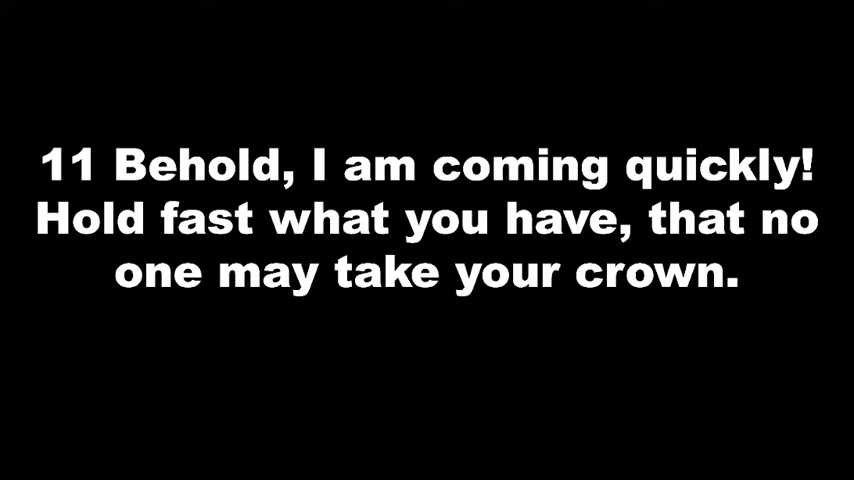 11 Behold, I am coming quickly!
Hold fast what you have, that no
one may take your crown.